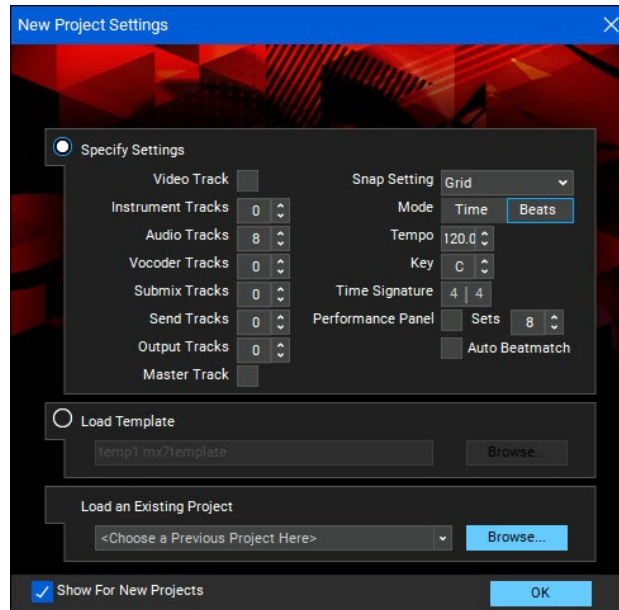 New Project Settings
Specify Settings
Video Track
Instrument Tracks 0
Audio Tracks 8
Vocoder Tracks 0
Submix Tracks 0
Send Tracks 0
Output Tracks 0
Master Track
Snap Setting Grid
Mode Time Beats
Tempo 120.0
Key C
Time Signature 4 | 4
Performance Panel Sets 8
Auto Beatmatch
Load Template
temp1.mx7template Browse...
Load an Existing Project
<Choose a Previous Project Here> Browse...
Show For New Projects OK